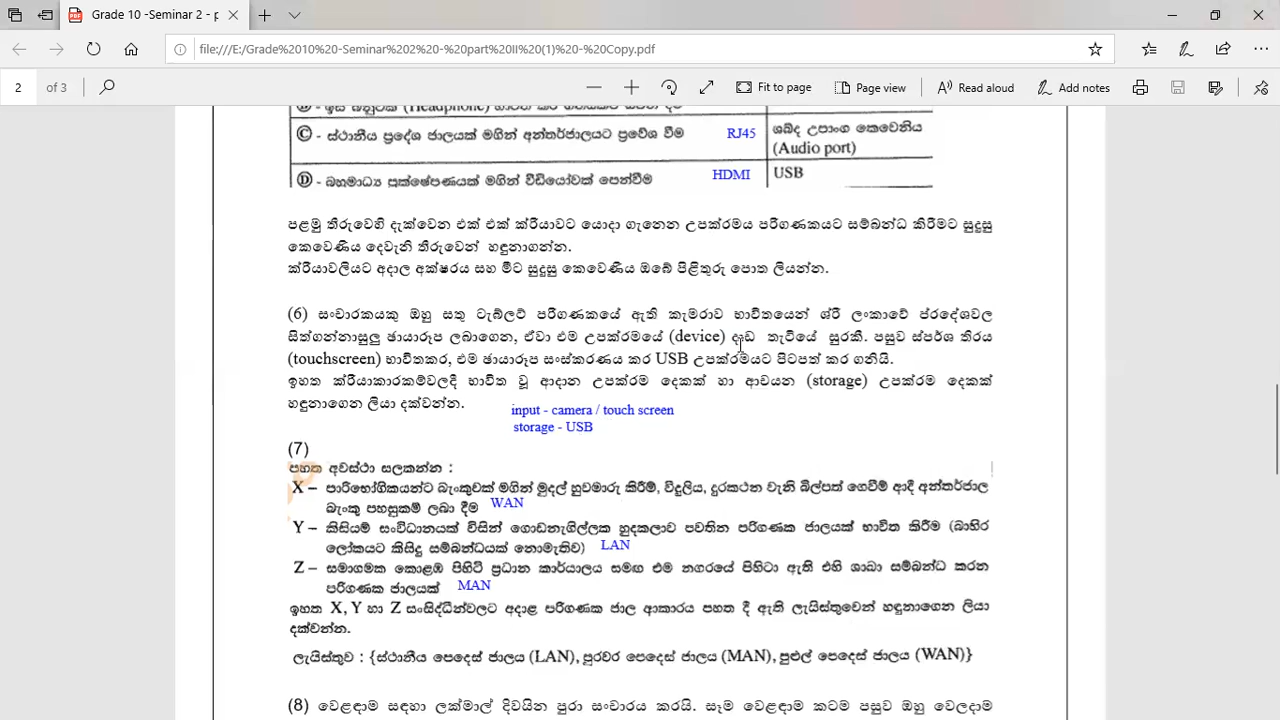 Grade 10 -Seminar 2 - p
file:///E:/Grade%2010%20-Seminar%202%20-%20part%20II%20(1)%20-%20Copy.pdf
2 of 3
Fit to page
Page view
Read aloud
Add notes
(Headphone)
Ⓒ - ස්ථානීය ප්‍රදේශ ජාලයක් මගින් අන්තර්ජාලයට ප්‍රවේශ වීම RJ45 ශබ්ද උපාංග කෙවෙනිය
(Audio port)
Ⓓ - බහුමාධ්‍ය ප්‍රක්ෂේපණයක් මගින් වීඩියෝවක් පෙන්වීම HDMI USB
පළමු තීරුවෙහි දැක්වෙන එක් එක් ක්රීයාවට යොදා ගැනෙන උපක්රමය පරිගණකයට සම්බන්ධ කිරීමට සුදුසු
කෙවෙණිය දෙවැනි තීරුවෙන් හඳුනාගන්න.
ක්රීයාවලියට අදාල අක්ෂරය සහ මීට සුදුසු කෙවෙණිය ඔබේ පිළිතුරු පොත ලියන්න.
(6) සංචාරකයකු ඔහු සතු ටැබ්ලට් පරිගණකයේ ඇති කැමරාව භාවිතයෙන් ශ්රී ලංකාවේ ප්රදේශවල
සිත්ගන්නාසුලු ඡායාරූප ලබාගෙන, ඒවා එම උපක්රමයේ (device) දෘඩ තැටියේ සුරකී. පසුව ස්පර්ශ තිරය
(touchscreen) භාවිතකර, එම ඡායාරූප සංස්කරණය කර USB උපක්රමයට පිටපත් කර ගනියි.
ඉහත ක්රියාකාරකම්වලදී භාවිත වූ ආදාන උපක්රම දෙකක් හා ආචයන (storage) උපක්රම දෙකක්
හඳුනාගෙන ලියා දක්වන්න.
input - camera / touch screen
storage - USB
(7)
පහත අවස්ථා සලකන්න :
X – පාරිභෝගිකයන්ට බැංකුවක් මගින් මුදල් හුවමාරු කිරීම්, විදුලිය, දුරකථන වැනි බිල්පත් ගෙවීම් ආදී අන්තර්ජාල
බැංකු පහසුකම් ලබා දීම WAN
Y – කිසියම් සංවිධානයක් විසින් ගොඩනැගිල්ලක හුදකලාව පවතින පරිගණක ජාලයක් භාවිත කිරීම (බාහිර
ලෝකයට කිසිදු සම්බන්ධයක් නොමැතිව) LAN
Z – සමාගමක කොළඹ පිහිටි ප්‍රධාන කාර්යාලය සමඟ එම නගරයේ පිහිටා ඇති එහි ශාඛා සම්බන්ධ කරන
පරිගණක ජාලයක් MAN
ඉහත X, Y හා Z සංසිද්ධීන්වලට අදාළ පරිගණක ජාල ආකාරය පහත දී ඇති ලැයිස්තුවෙන් හඳුනාගෙන ලියා
දක්වන්න.
ලැයිස්තුව : {ස්ථානීය පෙදෙස් ජාලය (LAN), පුරවර පෙදෙස් ජාලය (MAN), පුළුල් පෙදෙස් ජාලය (WAN)}
(8) වෙළඳාම සඳහා ලක්මාල් දිවයින පුරා සංචාරය කරයි. සෑම වෙළඳාම කටම පසුව ඔහු වෙලදාම